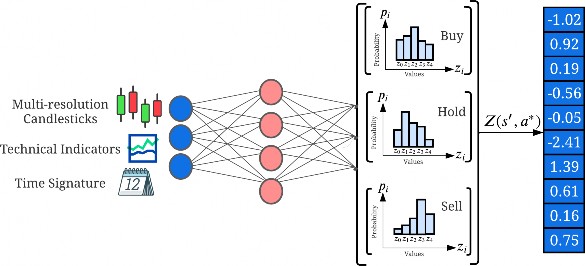 Multi-resolution
Candlesticks
Technical Indicators
Time Signature
12
p_i
Probability
z_0 z_1 z_2 z_3 z_4
Values
z_i
Buy
p_i
Probability
z_0 z_1 z_2 z_3 z_4
Values
z_i
Hold
p_i
Probability
z_0 z_1 z_2 z_3 z_4
Values
z_i
Sell
Z(s′, a*)
-1.02
0.92
0.19
-0.56
-0.05
-2.41
1.39
0.61
0.16
0.75